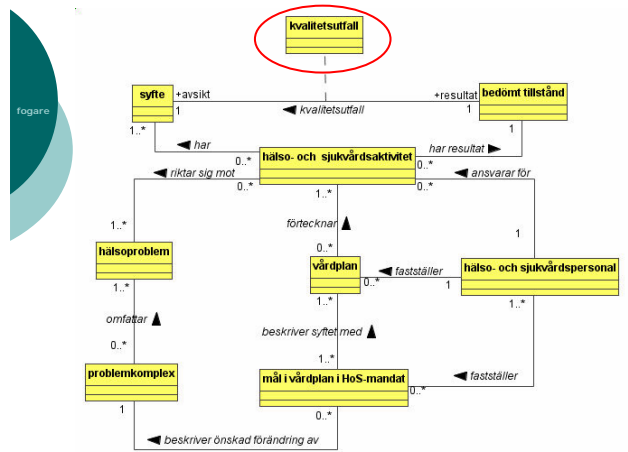 kvalitetsutfall
fogare
syfte
+avsikt
+resultat
bedömt tillstånd
1
kvalitetsutfall
1
1..*
1
har
har resultat
0..*
hälso- och sjukvårdsaktivitet
0..*
riktar sig mot
0..*
0..*
ansvarar för
1..*
förtecknar
1..*
1
0..*
hälsoproblem
vårdplan
fastställer
hälso- och sjukvårdspersonal
0..*
1
1..*
1..*
1..*
omfattar
beskriver syftet med
0..*
1..*
problemkomplex
mål i vårdplan i HoS-mandat
fastställer
0..*
1
0..*
beskriver önskad förändring av